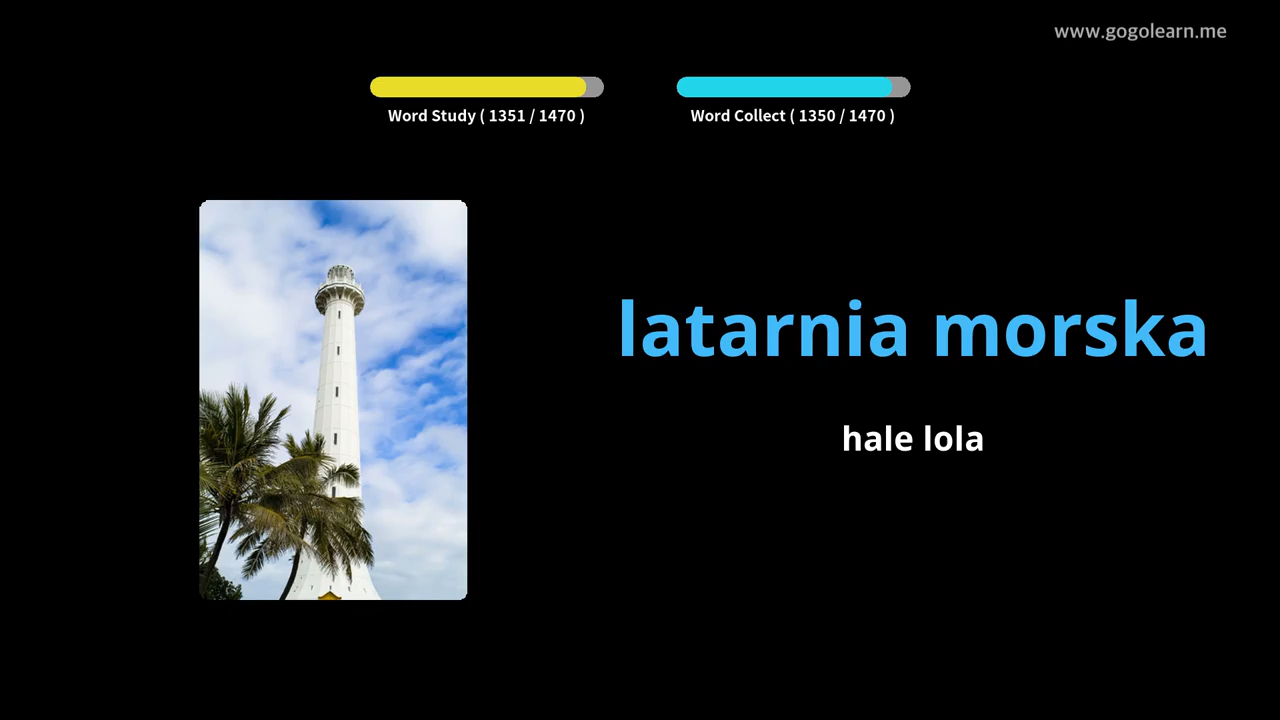 www.gogolearn.me
Word Study ( 1351 / 1470 )
Word Collect ( 1350 / 1470 )
latarnia morska
hale lola